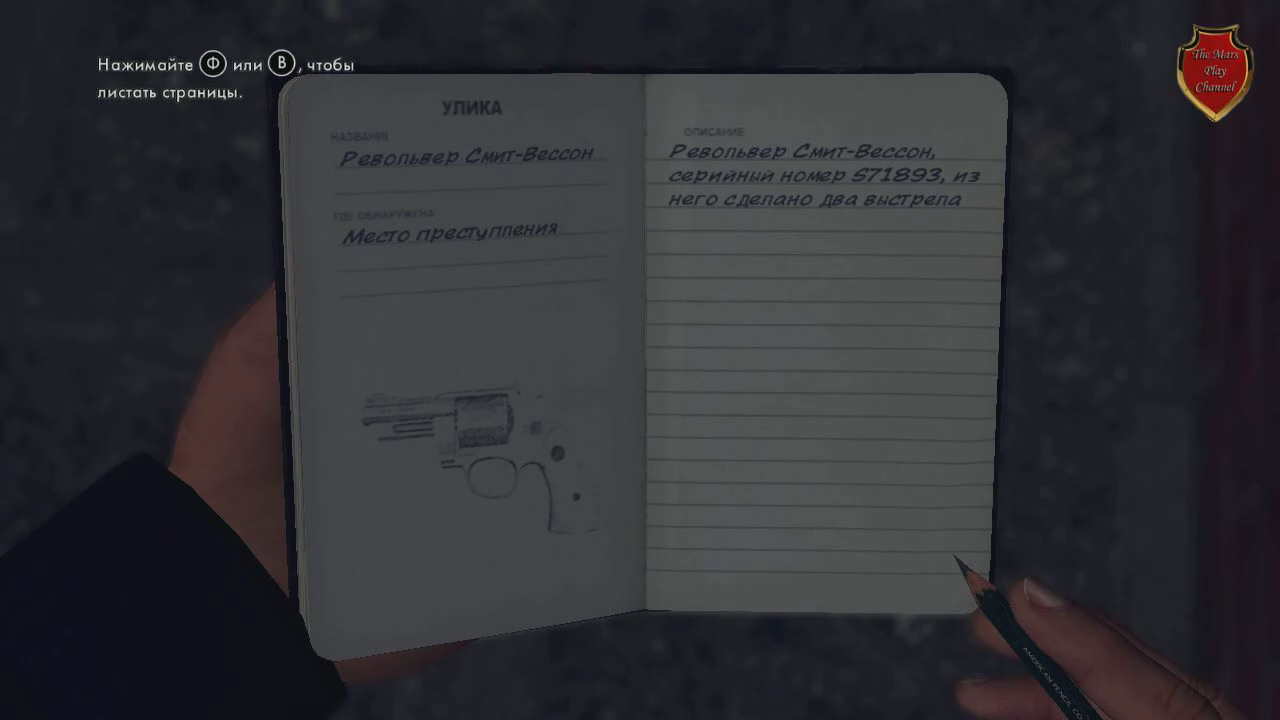 Нажимайте Ф или В, чтобы
листать страницы.
The Mars
Play
Channel
УЛИКА
НАЗВАНИЕ
Револьвер Смит-Вессон
ГДЕ ОБНАРУЖЕНА
Место преступления
ОПИСАНИЕ
Револьвер Смит-Вессон,
серийный номер S71893, из
него сделано два выстрела
AMERICAN PENCIL CO